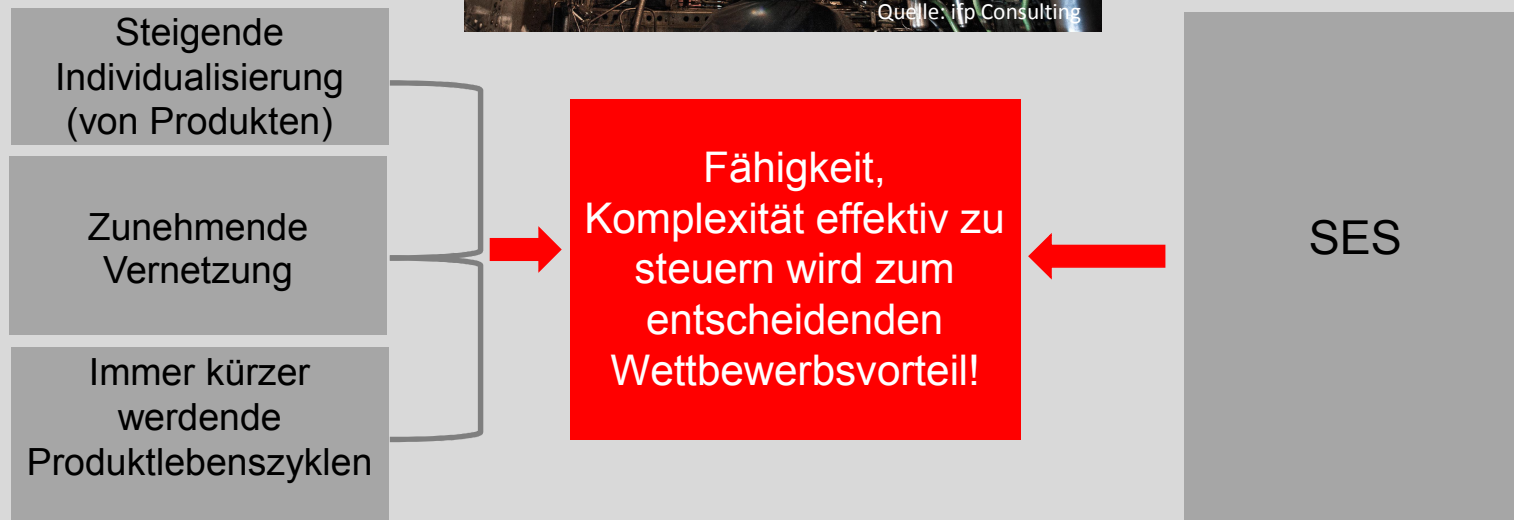 Quelle: ifp Consulting
Steigende
Individualisierung
(von Produkten)
Zunehmende
Vernetzung
Immer kürzer
werdende
Produktlebenszyklen
Fähigkeit,
Komplexität effektiv zu
steuern wird zum
entscheidenden
Wettbewerbsvorteil!
SES